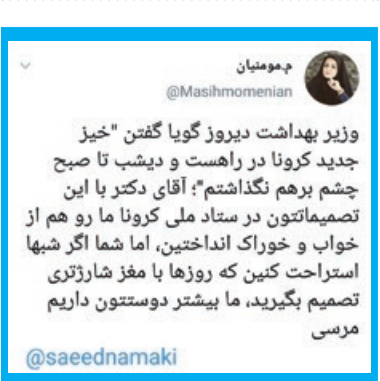 م.مومنیان
@Masihmomenian
وزیر بهداشت دیروز گویا گفتن "خیز
جدید کرونا در راهست و دیشب تا صبح
چشم برهم نگذاشتم"؛ آقای دکتر با این
تصمیماتتون در ستاد ملی کرونا ما رو هم از
خواب و خوراک انداختین، اما شما اگر شبها
استراحت کنین که روزها با مغز شارژتری
تصمیم بگیرید، ما بیشتر دوستتون داریم
مرسی
@saeednamaki